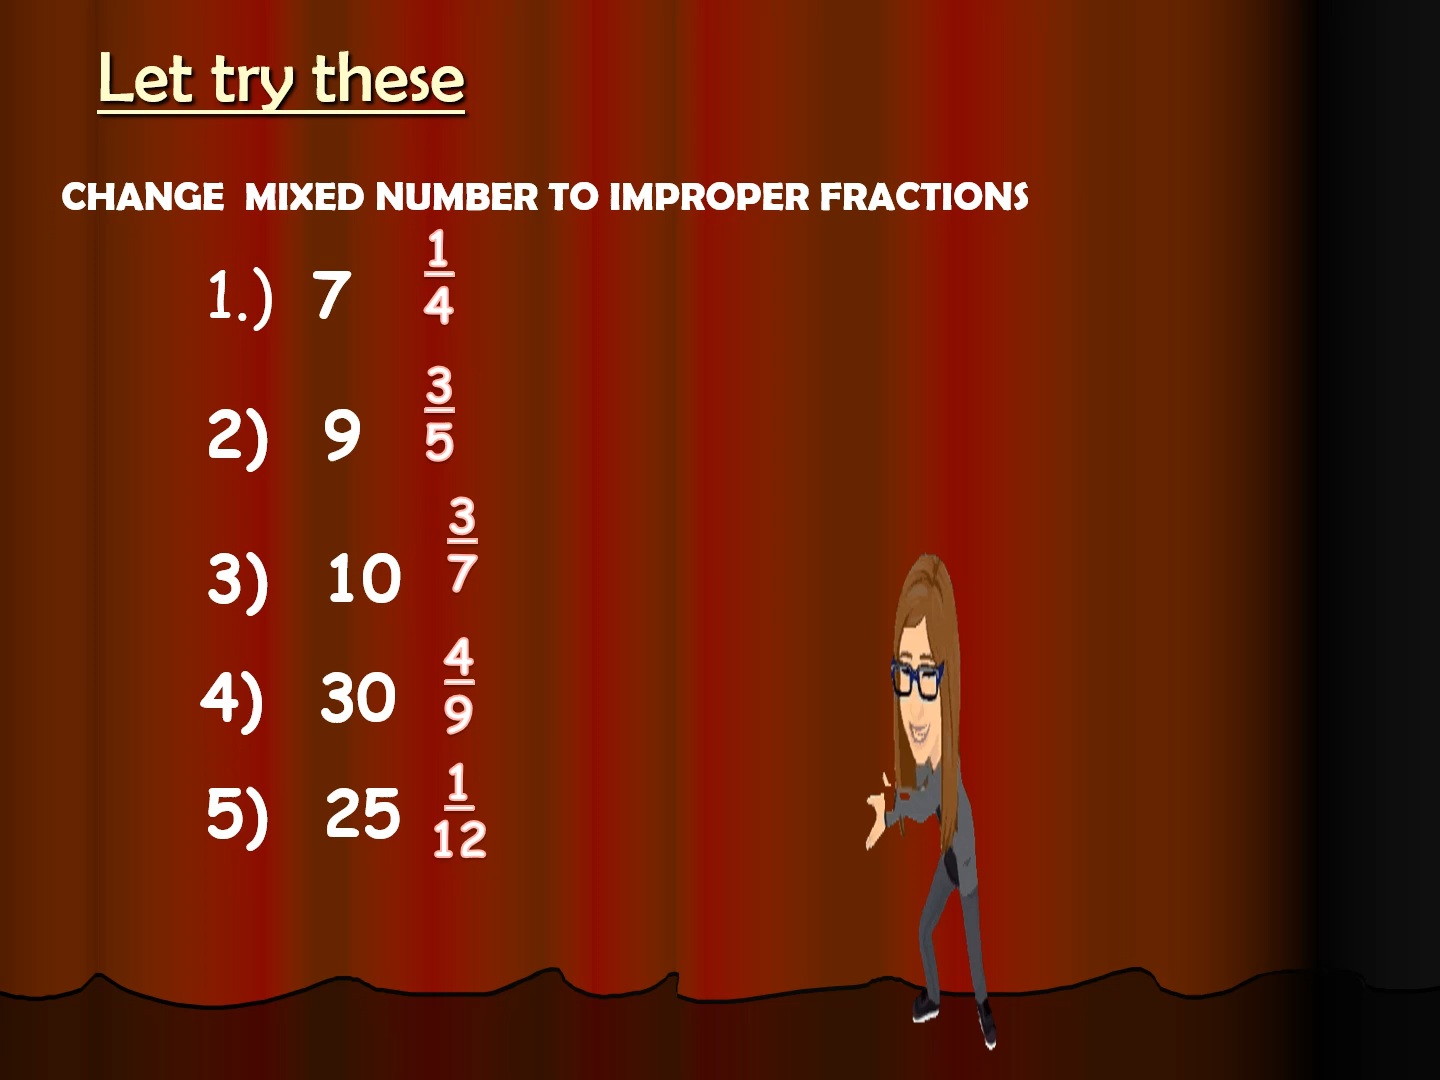 Let try these
CHANGE MIXED NUMBER TO IMPROPER FRACTIONS
1.) 7 1/4
2) 9 3/5
3) 10 3/7
4) 30 4/9
5) 25 1/12